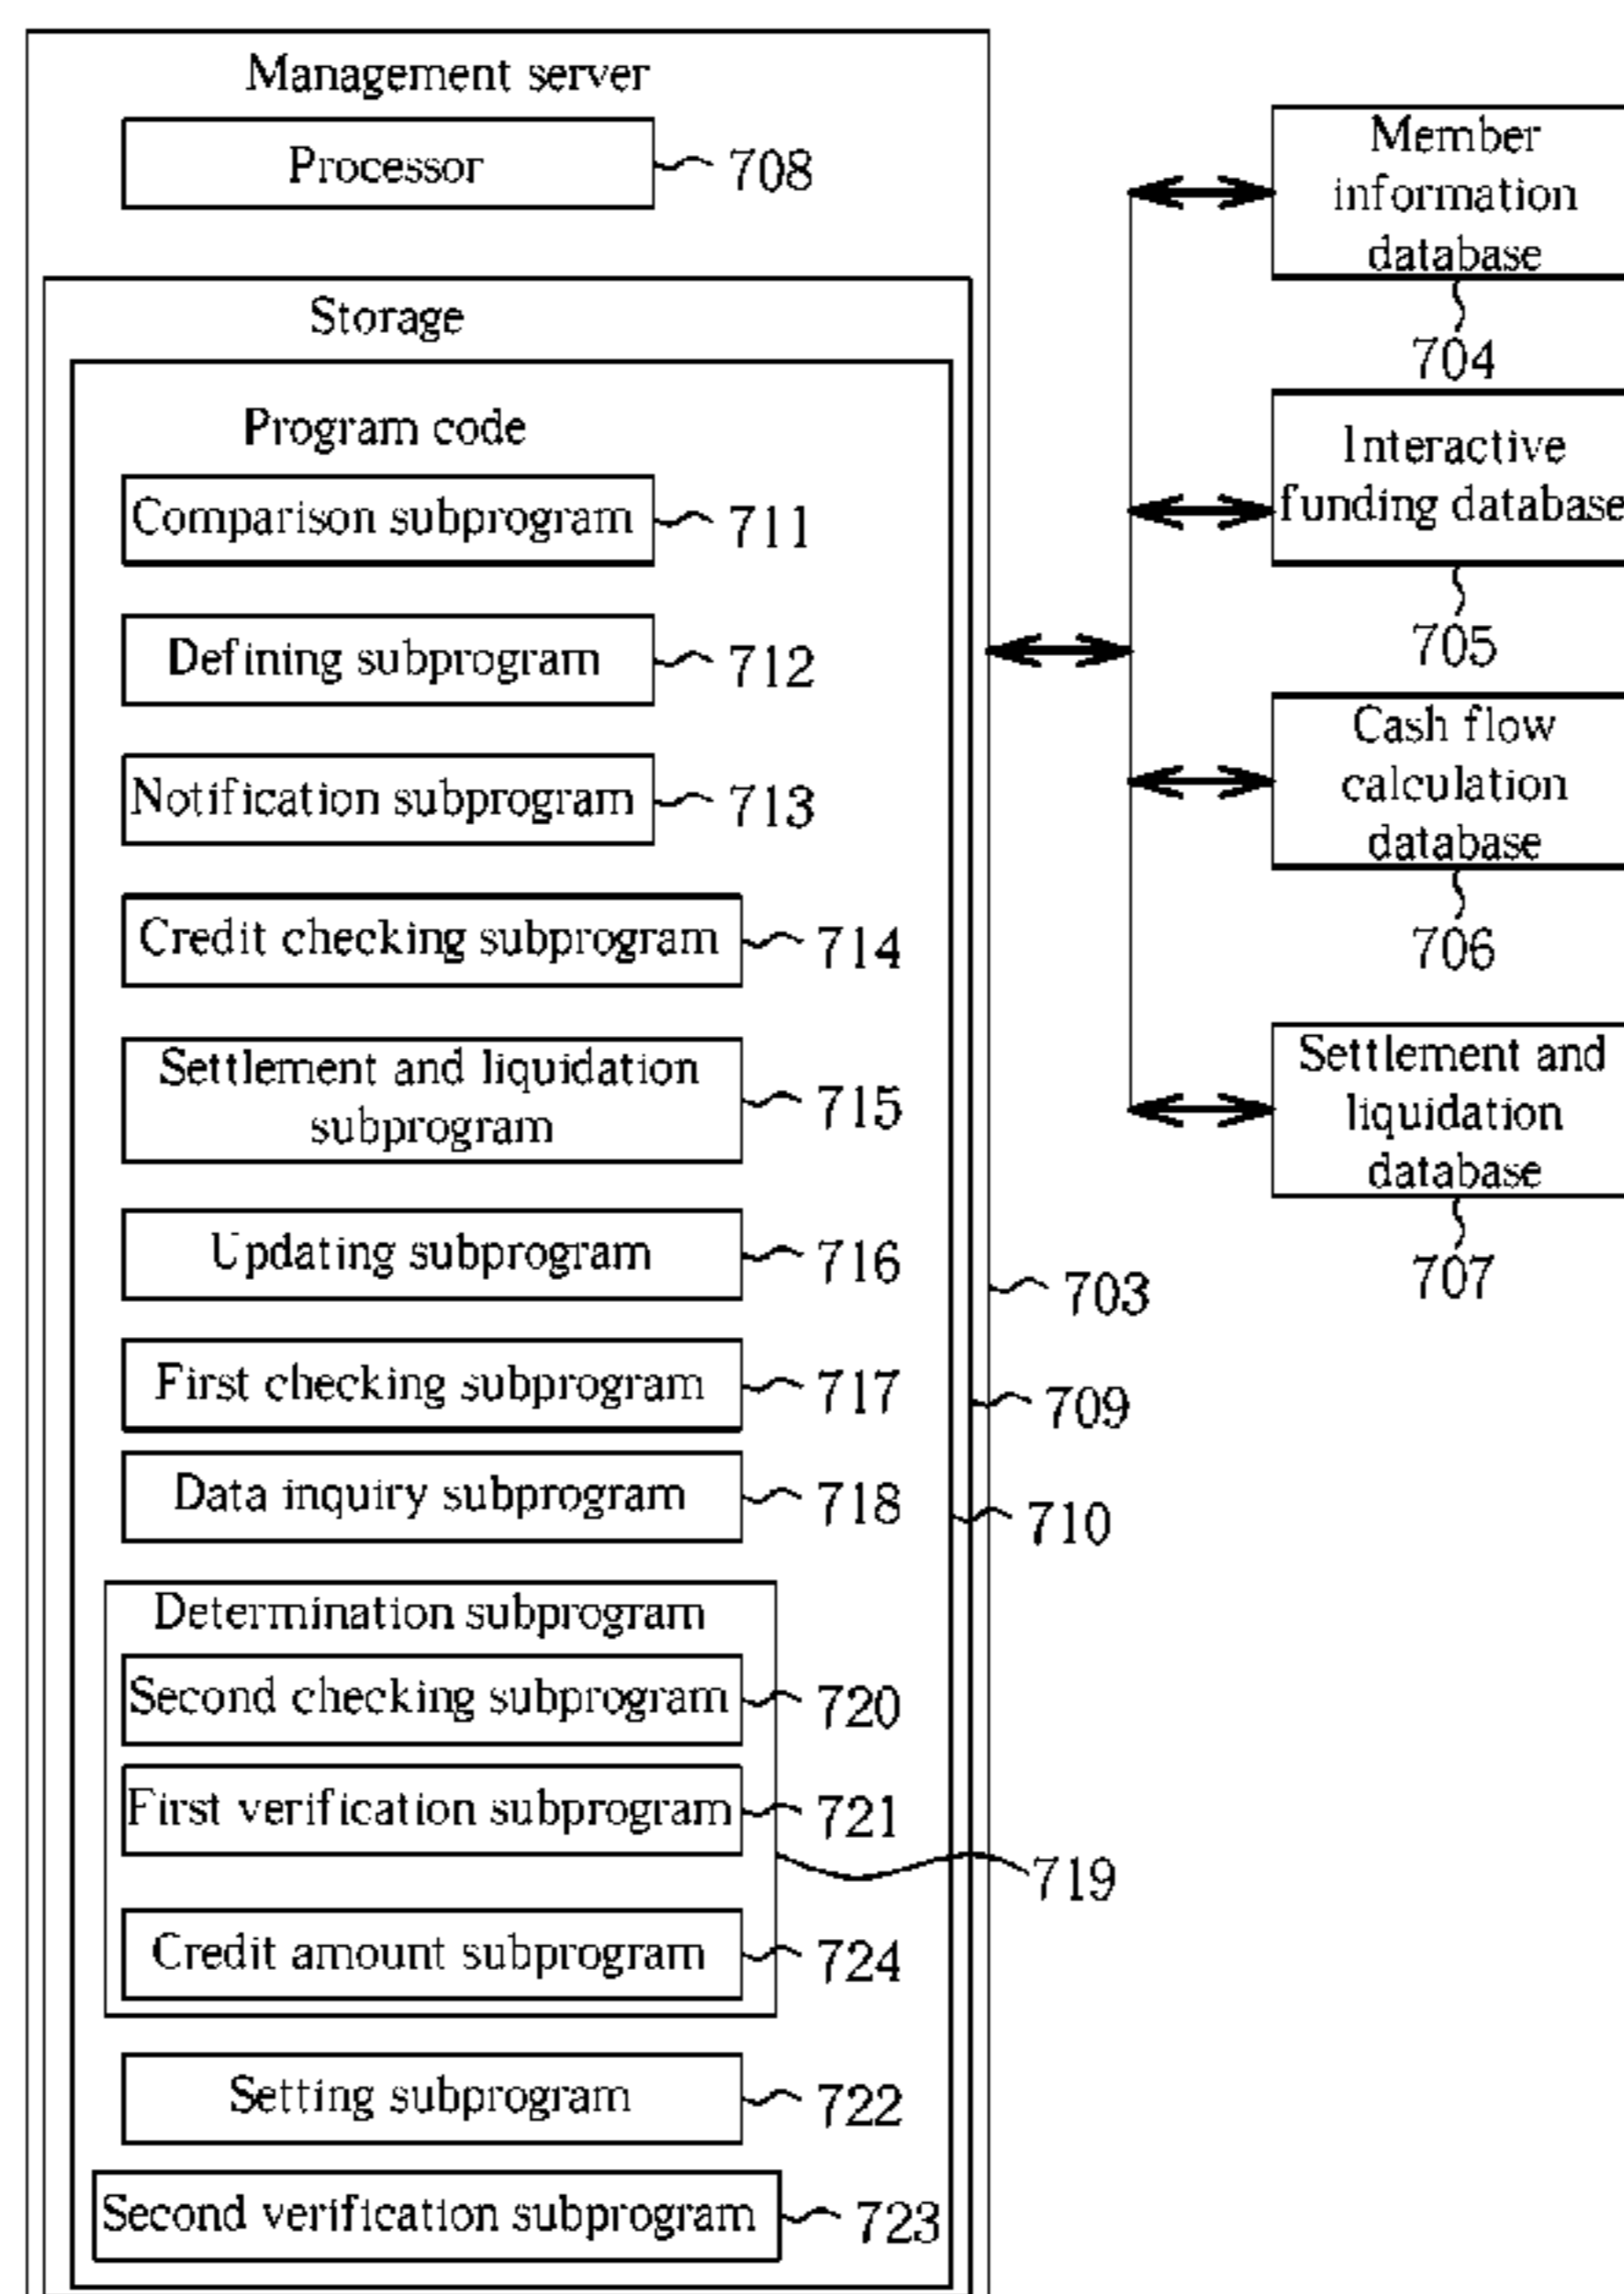 Management server
Processor
708
Storage
Program code
Comparison subprogram
711
Defining subprogram
712
Notification subprogram
713
Credit checking subprogram
714
Settlement and liquidation
subprogram
715
Updating subprogram
716
First checking subprogram
717
Data inquiry subprogram
718
Determination subprogram
Second checking subprogram
720
First verification subprogram
721
719
Credit amount subprogram
724
Setting subprogram
722
Second verification subprogram
723
703
709
710
Member
information
database
704
Interactive
funding database
705
Cash flow
calculation
database
706
Settlement and
liquidation
database
707